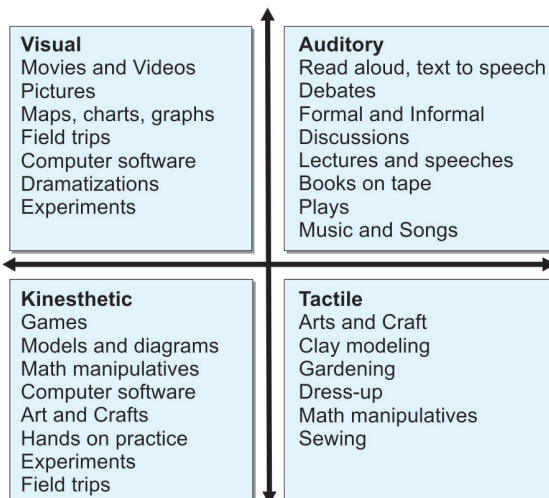 Visual
Movies and Videos
Pictures
Maps, charts, graphs
Field trips
Computer software
Dramatizations
Experiments
Auditory
Read aloud, text to speech
Debates
Formal and Informal
Discussions
Lectures and speeches
Books on tape
Plays
Music and Songs
Kinesthetic
Games
Models and diagrams
Math manipulatives
Computer software
Art and Crafts
Hands on practice
Experiments
Field trips
Tactile
Arts and Craft
Clay modeling
Gardening
Dress-up
Math manipulatives
Sewing